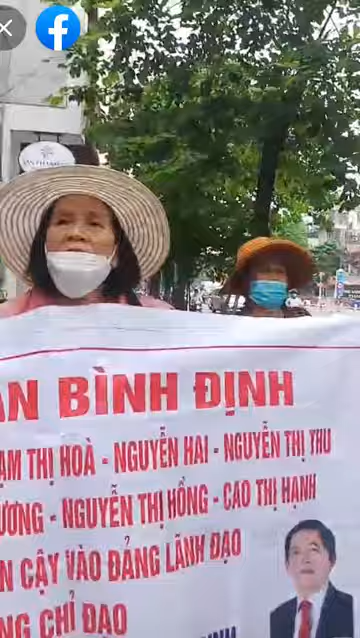 ÀN BÌNH ĐỊNH
ẠM THỊ HOÀ - NGUYỄN HAI - NGUYỄN THỊ THU
ƯƠNG - NGUYỄN THỊ HỒNG - CAO THỊ HẠNH
N CẬY VÀO ĐẢNG LÃNH ĐẠO
NG CHỈ ĐẠO